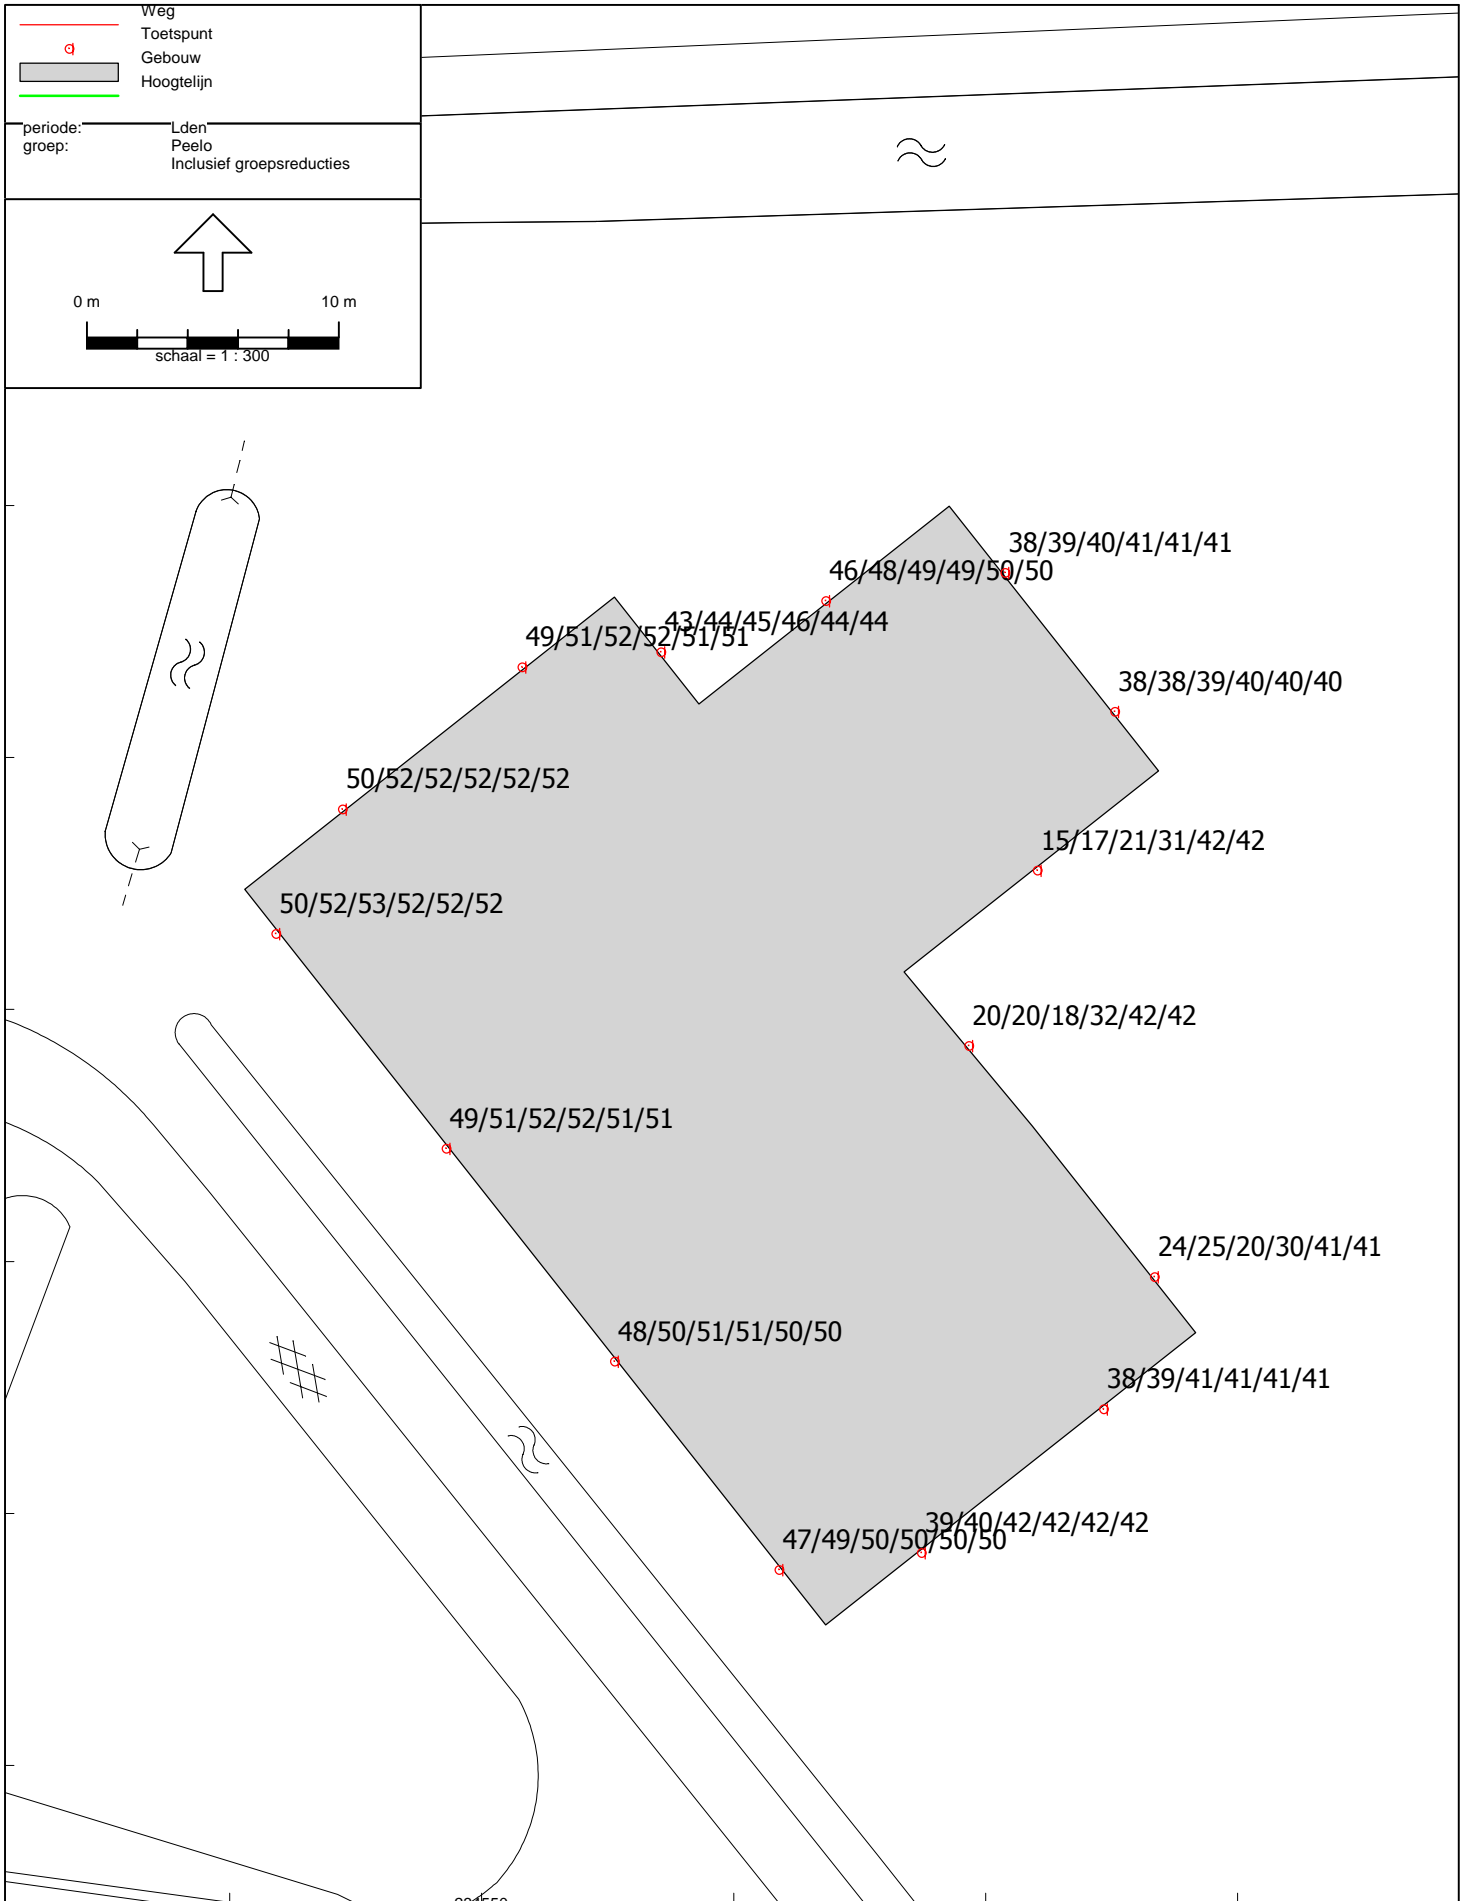 Weg
Toetspunt
Gebouw
Hoogtelijn
periode: Lden
groep: Peelo
Inclusief groepsreducties
0 m 10 m
schaal = 1 : 300
38/39/40/41/41/41
46/48/49/49/50/50
43/44/45/46/44/44
49/51/52/52/51/51
38/38/39/40/40/40
50/52/52/52/52/52
15/17/21/31/42/42
50/52/53/52/52/52
20/20/18/32/42/42
49/51/52/52/51/51
24/25/20/30/41/41
48/50/51/51/50/50
38/39/41/41/41/41
39/40/42/42/42/42
47/49/50/50/50/50